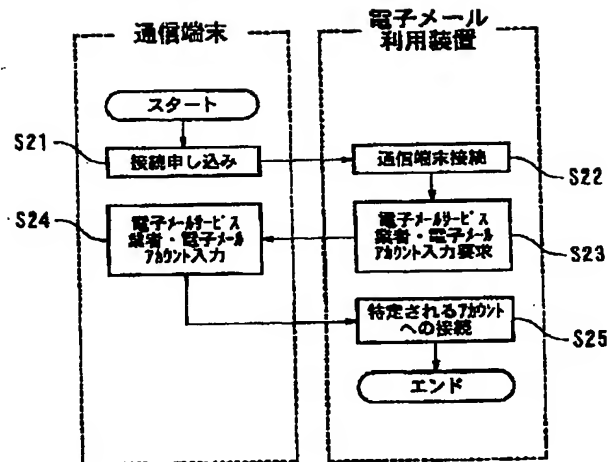 通信端末
電子メール
利用装置
スタート
S21
接続申し込み
通信端末接続
S22
S24
電子メールサービス
業者・電子メール
アカウント入力
電子メールサービス
業者・電子メール
アカウント入力要求
S23
特定されるアカウント
への接続
S25
エンド